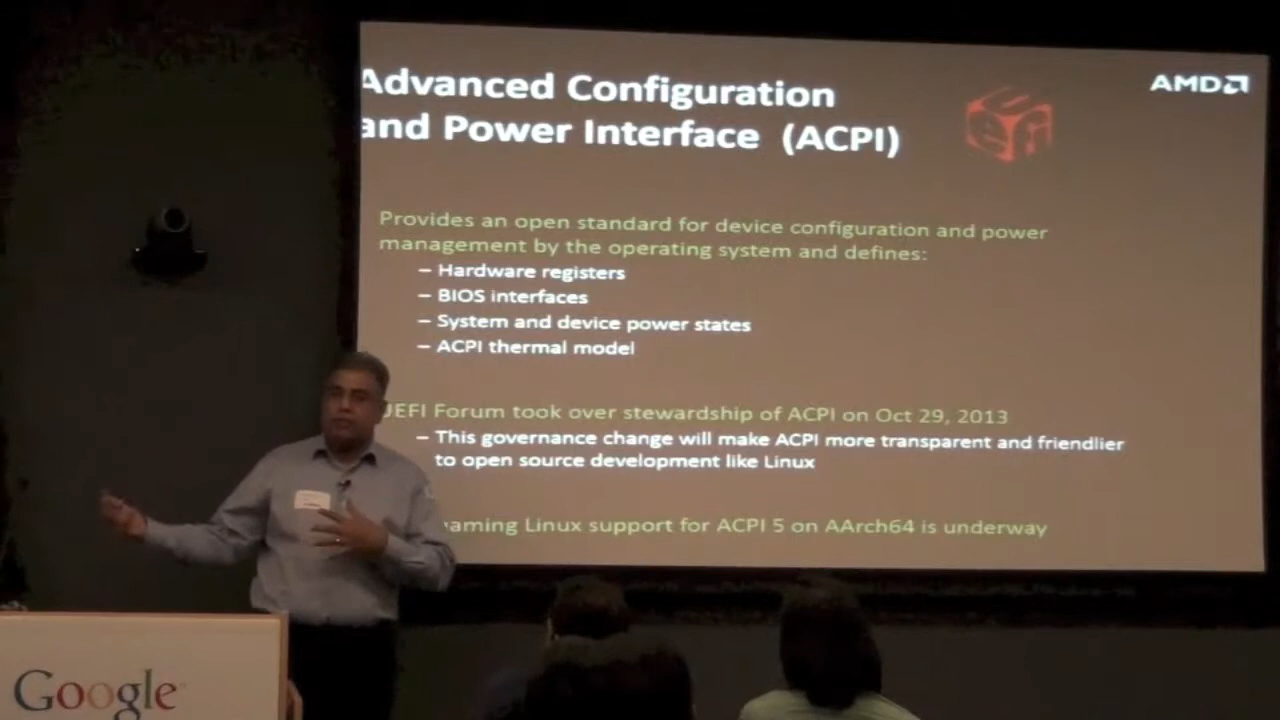 Advanced Configuration
and Power Interface (ACPI)
AMD
Provides an open standard for device configuration and power
management by the operating system and defines:
– Hardware registers
– BIOS interfaces
– System and device power states
– ACPI thermal model
UEFI Forum took over stewardship of ACPI on Oct 29, 2013
– This governance change will make ACPI more transparent and friendlier
to open source development like Linux
Linux support for ACPI 5 on AArch64 is underway
Google